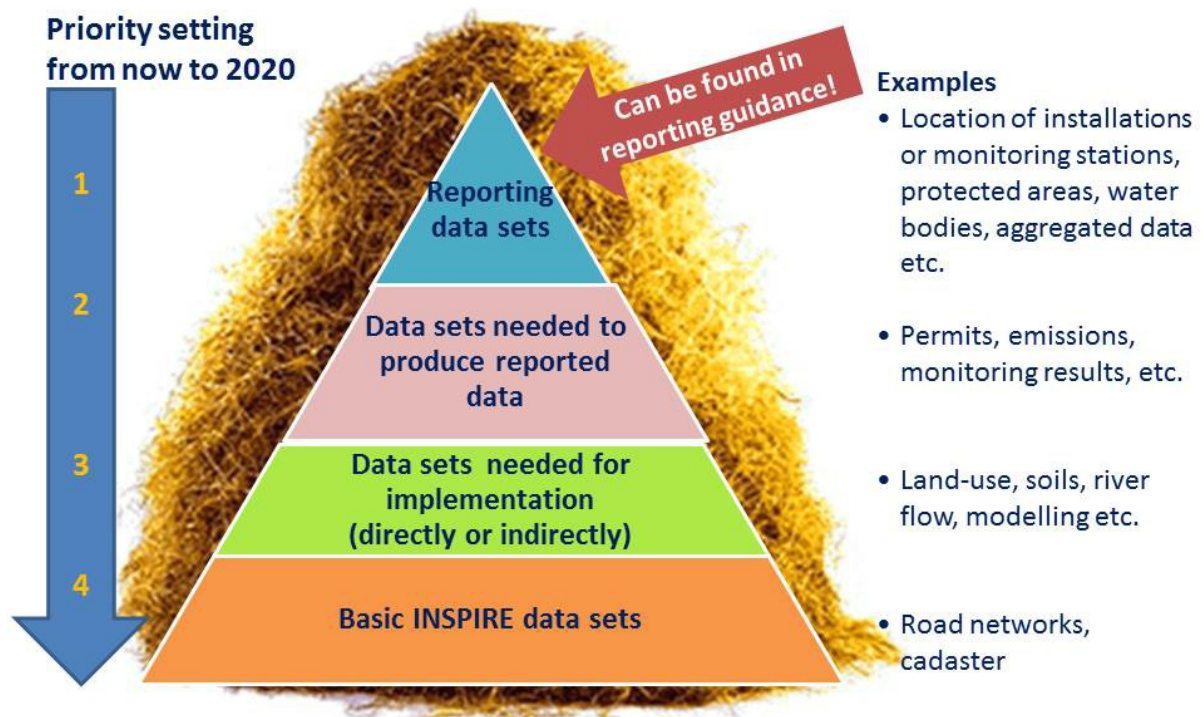 Priority setting
from now to 2020
1
2
3
4
Reporting
data sets
Data sets needed to
produce reported
data
Data sets needed for
implementation
(directly or indirectly)
Basic INSPIRE data sets
Can be found in
reporting guidance!
Examples
• Location of installations
or monitoring stations,
protected areas, water
bodies, aggregated data
etc.
• Permits, emissions,
monitoring results, etc.
• Land-use, soils, river
flow, modelling etc.
• Road networks,
cadaster